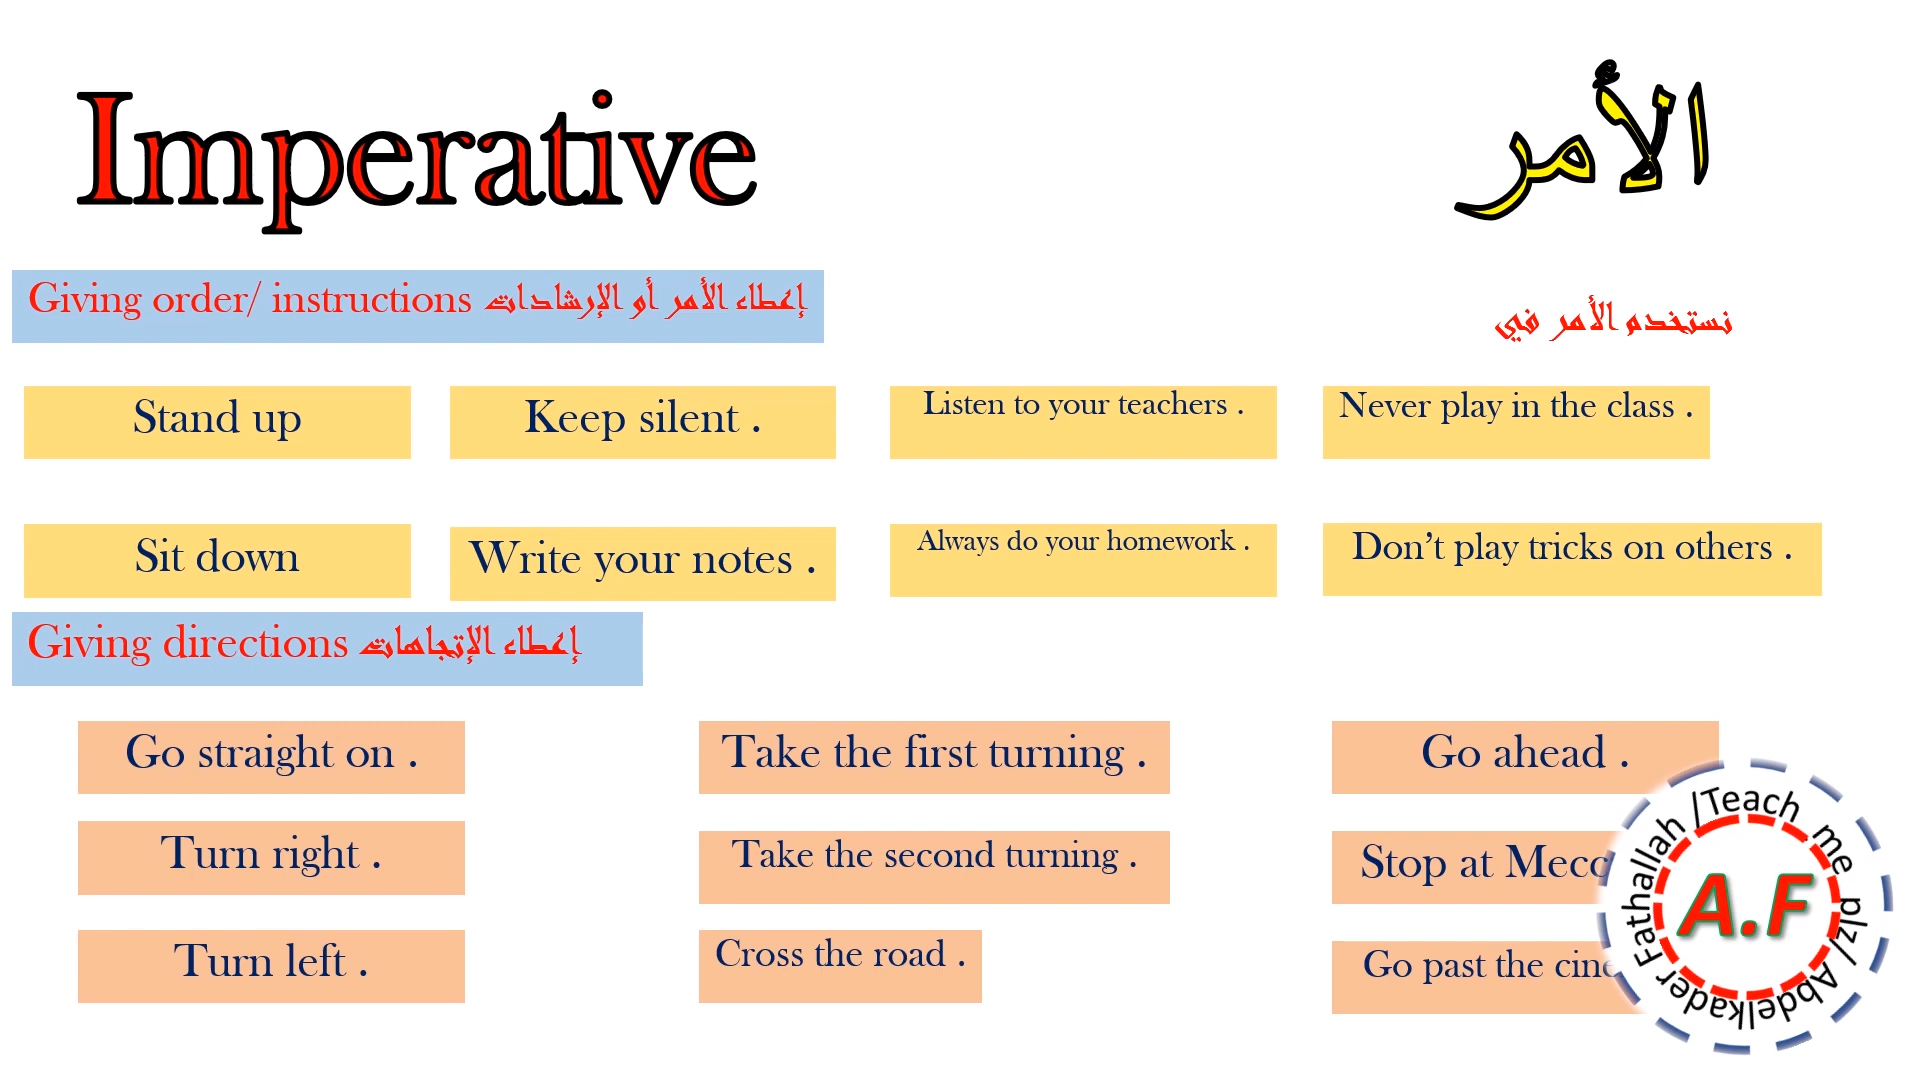 Imperative
الأمر
Giving order/ instructions إعطاء الأمر أو الإرشادات
نستخدم الأمر في
Stand up
Keep silent .
Listen to your teachers .
Never play in the class .
Sit down
Write your notes .
Always do your homework .
Don’t play tricks on others .
Giving directions إعطاء الإتجاهات
Go straight on .
Take the first turning .
Go ahead .
Turn right .
Take the second turning .
Stop at
Turn left .
Cross the road .
Go past the
Teach me plz/ Abdelkader Fathallah /
A.F